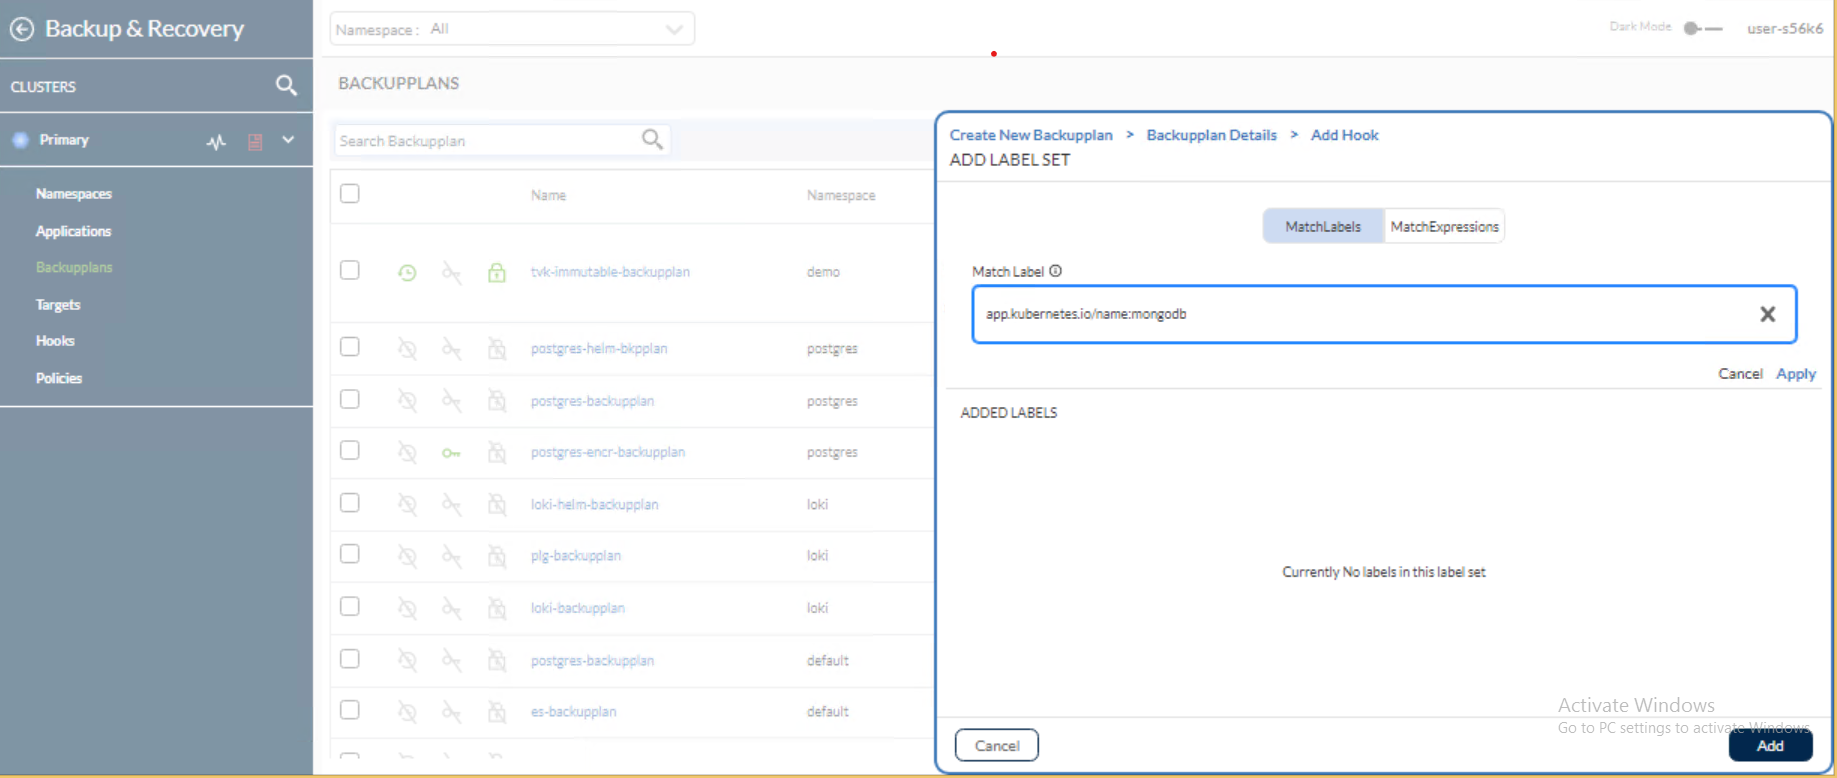 Backup & Recovery
Namespace : All
Dark Mode
user-s56k6
CLUSTERS
BACKUPPLANS
Primary
Search Backupplan
Namespaces
Applications
Backupplans
Targets
Hooks
Policies
Name Namespace
tvk-immutable-backupplan demo
postgres-helm-bkpplan postgres
postgres-backupplan postgres
postgres-encr-backupplan postgres
loki-helm-backupplan loki
plg-backupplan loki
loki-backupplan loki
postgres-backupplan default
es-backupplan default
Create New Backupplan > Backupplan Details > Add Hook
ADD LABEL SET
MatchLabels MatchExpressions
Match Label
app.kubernetes.io/name:mongodb
Cancel Apply
ADDED LABELS
Currently No labels in this label set
Activate Windows
Go to PC settings to activate Windows.
Cancel Add